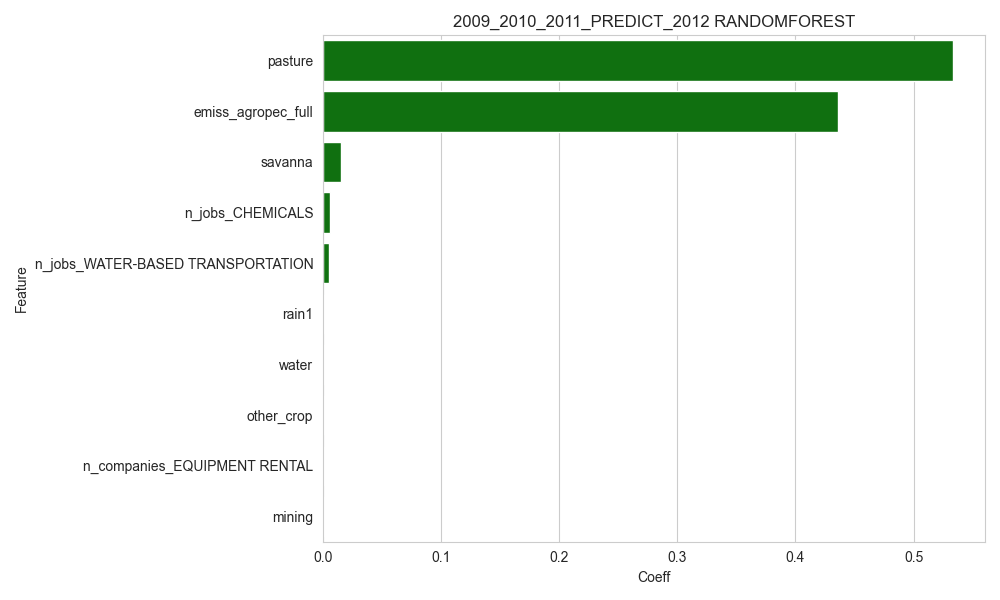 2009_2010_2011_PREDICT_2012 RANDOMFOREST
Feature
pasture
emiss_agropec_full
savanna
n_jobs_CHEMICALS
n_jobs_WATER-BASED TRANSPORTATION
rain1
water
other_crop
n_companies_EQUIPMENT RENTAL
mining
0.0 0.1 0.2 0.3 0.4 0.5
Coeff